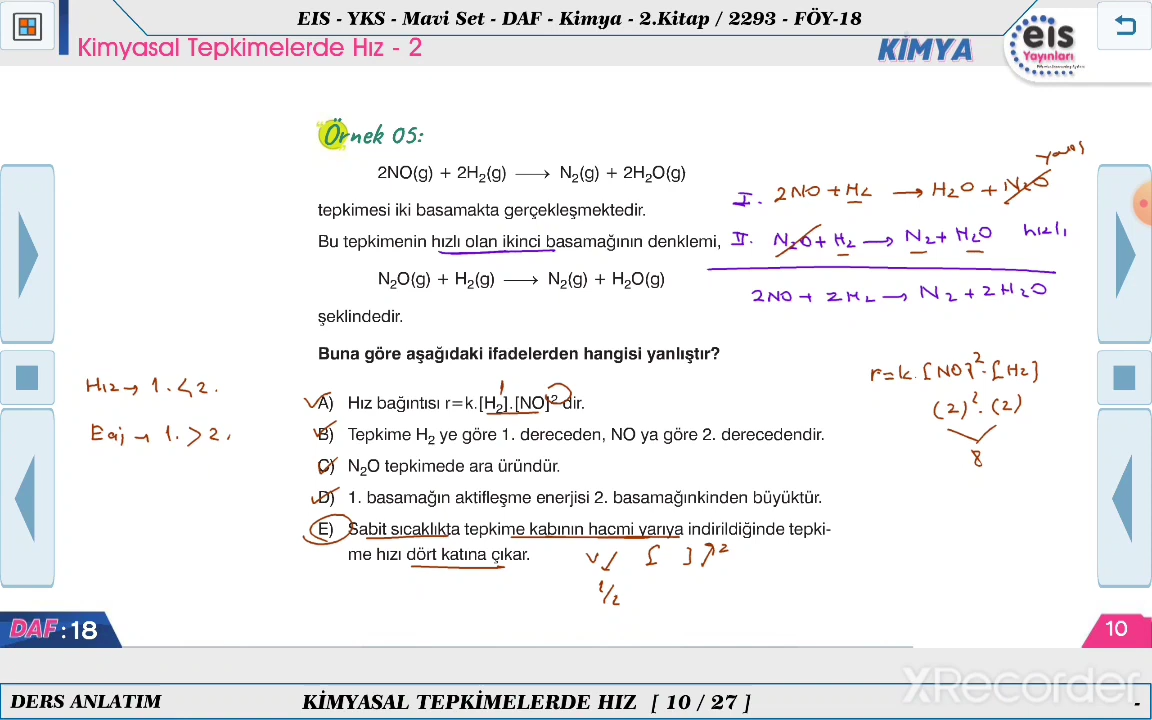 EIS - YKS - Mavi Set - DAF - Kimya - 2.Kitap / 2293 - FÖY-18
Kimyasal Tepkimelerde Hız - 2
KİMYA
eis
Yayınları
Örnek 05:
2NO(g) + 2H₂(g) ⟶ N₂(g) + 2H₂O(g)
tepkimesi iki basamakta gerçekleşmektedir.
Bu tepkimenin hızlı olan ikinci basamağının denklemi,
N₂O(g) + H₂(g) ⟶ N₂(g) + H₂O(g)
şeklindedir.
Buna göre aşağıdaki ifadelerden hangisi yanlıştır?
A) Hız bağıntısı r=k.[H₂].[NO]² dir.
B) Tepkime H₂ ye göre 1. dereceden, NO ya göre 2. derecedendir.
C) N₂O tepkimede ara üründür.
D) 1. basamağın aktifleşme enerjisi 2. basamağınkinden büyüktür.
E) Sabit sıcaklıkta tepkime kabının hacmi yarıya indirildiğinde tepki-
me hızı dört katına çıkar.
V↓ [ ]↗2
1/2
1
yavaş
I. 2NO + H₂ → H₂O + N₂O
II. N₂O + H₂ → N₂ + H₂O hızlı
2NO + 2H₂ → N₂ + 2H₂O
r=k.[NO]².[H₂]
(2)².(2)
8
Hız → 1. < 2.
Eaj → 1. > 2.
DAF : 18
10
XRecorder
DERS ANLATIM
KİMYASAL TEPKİMELERDE HIZ [ 10 / 27 ]
-